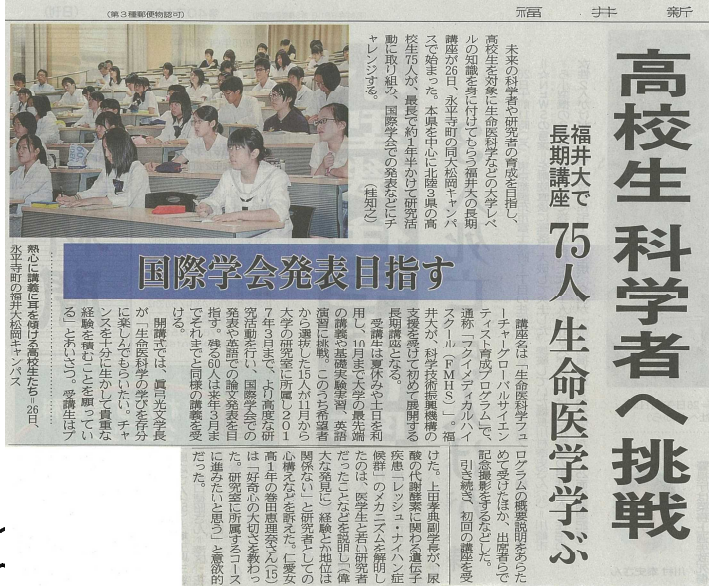 (第3種郵便物認可)
福井新
高校生 科学者へ挑戦
福井大で
長期講座
75人 生命医学学ぶ
国際学会発表目指す
未来の科学者や研究者の育成を目指し、
高校生を対象に生命医科学などの大学レベ
ルの知識を身に付けてもらう福井大の長期
講座が26日、永平寺町の同大松岡キャンパ
スで始まった。本県を中心に北陸3県の高
校生75人が、最長で約1年半かけて研究活
動に取り組み、国際学会での発表などにチ
ャレンジする。
(桂知之)
熱心に講義に耳を傾ける高校生たち=26日、
永平寺町の福井大松岡キャンパス
講座名は「生命医科学フュ
ーチャーグローバルサイエン
ティスト育成プログラム」で、
通称「フクイメディカルハイ
スクール(FMHS)」。福
井大が、科学技術振興機構の
支援を受けて初めて展開する
長期講座となる。
受講生は夏休みや土日を利
用し、10月まで大学の最先端
の講義や基礎実験実習、英語
演習に挑戦。このうち希望者
から選抜した15人が11月から
大学の研究室に所属し201
7年3月まで、より高度な研
究活動を行い、国際学会での
発表や英語での論文発表を目
指す。残る60人は来年3月ま
でそれまでと同様の講義を受
ける。
開講式では、眞弓光文学長
が「生命医科学の学びを存分
に楽しんでもらいたい。チャ
ンスを十分に生かして貴重な
経験を積むことを願ってい
る」とあいさつ。受講生はプ
ログラムの概要説明をあらた
めて受けたほか、出席者らで
記念撮影をするなどした。
引き続き、初回の講義を受
けた。上田孝典副学長が、尿
酸の代謝酵素に関わる遺伝子
疾患「レッシュ・ナイハン症
候群」のメカニズムを解明し
たのは、医学生と若い研究者
だったことなどを説明し「(偉
大な発見に)経験とか地位は
関係ない」と研究者としての
心構えなどを訴えた。仁愛女
高1年の巻田恵理奈さん(15)
は「好奇心の大切さを教わっ
た。研究室に所属するコース
に進みたいと思う」と意欲的
だった。